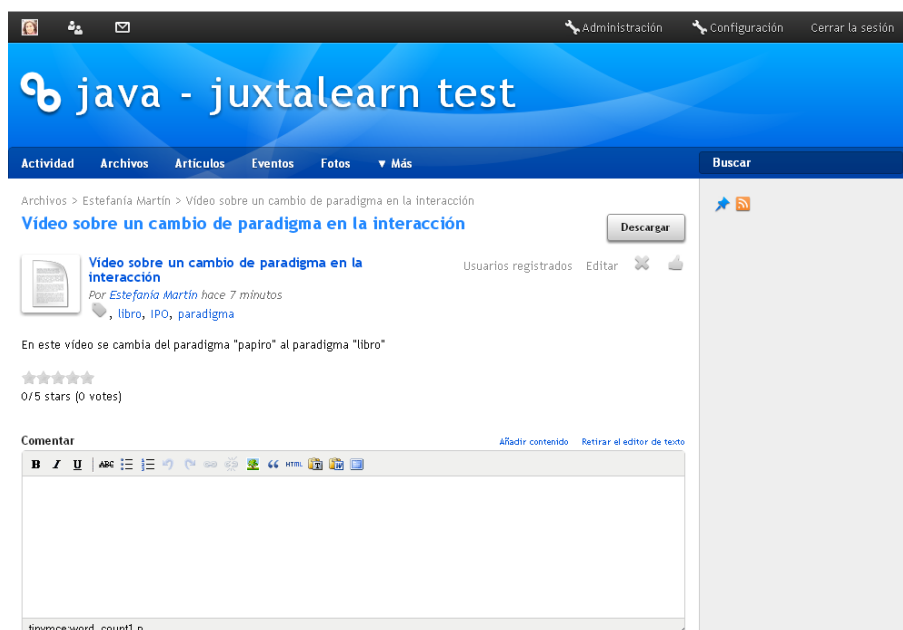 Administración Configuración Cerrar la sesión
java - juxtalearn test
Actividad Archivos Artículos Eventos Fotos ▼ Más Buscar
Archivos > Estefanía Martín > Vídeo sobre un cambio de paradigma en la interacción
Vídeo sobre un cambio de paradigma en la interacción
Descargar
Vídeo sobre un cambio de paradigma en la
interacción
Usuarios registrados Editar
Por Estefanía Martín hace 7 minutos
, libro, IPO, paradigma
En este vídeo se cambia del paradigma "papiro" al paradigma "libro"
0/5 stars (0 votes)
Comentar Añadir contenido Retirar el editor de texto
B I U ABC HTML
tinymce:word_count1 p